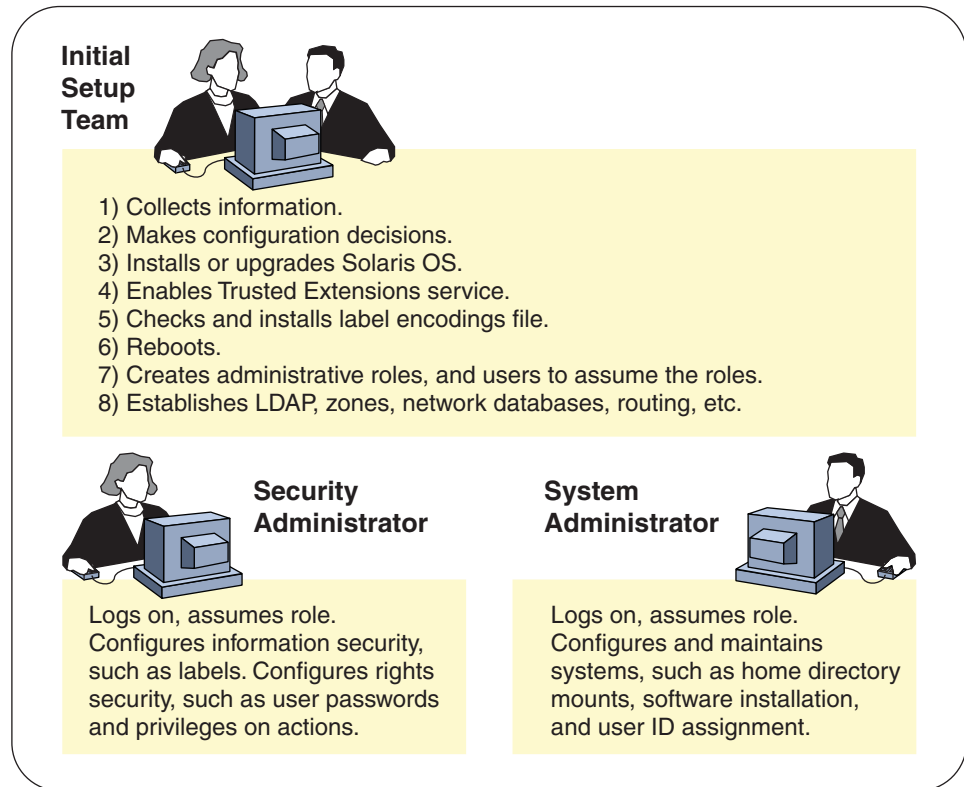 Initial
Setup
Team
1) Collects information.
2) Makes configuration decisions.
3) Installs or upgrades Solaris OS.
4) Enables Trusted Extensions service.
5) Checks and installs label encodings file.
6) Reboots.
7) Creates administrative roles, and users to assume the roles.
8) Establishes LDAP, zones, network databases, routing, etc.
Security
Administrator
Logs on, assumes role.
Configures information security,
such as labels. Configures rights
security, such as user passwords
and privileges on actions.
System
Administrator
Logs on, assumes role.
Configures and maintains
systems, such as home directory
mounts, software installation,
and user ID assignment.